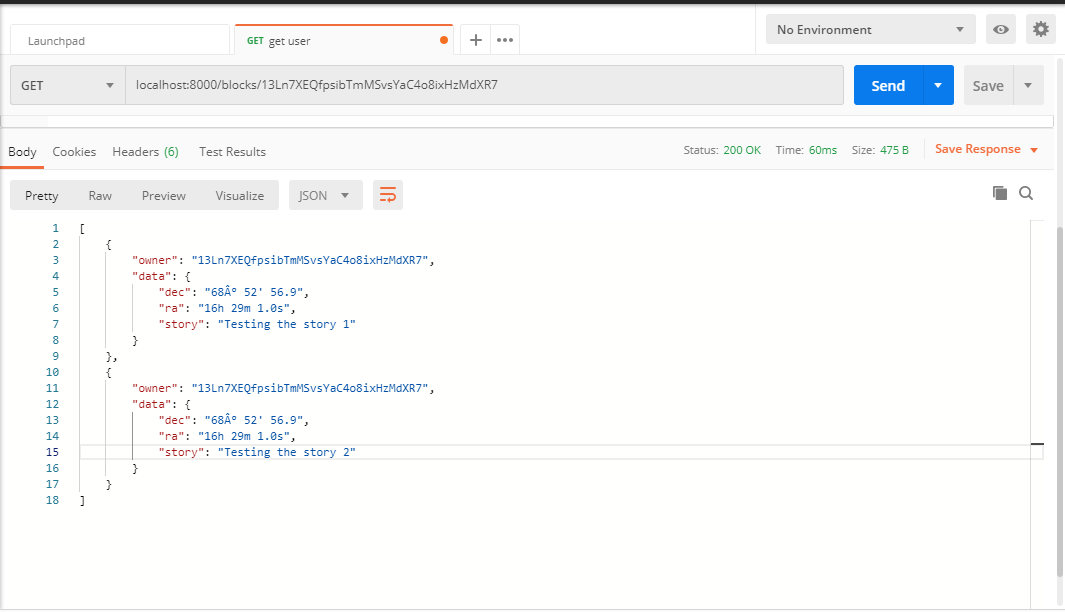 Launchpad
GET get user
No Environment
GET localhost:8000/blocks/13Ln7XEQfpsibTmMSvsYaC4o8ixHzMdXR7
Send
Save
Body Cookies Headers (6) Test Results
Status: 200 OK Time: 60ms Size: 475 B Save Response
Pretty Raw Preview Visualize JSON
1 [
2 {
3 "owner": "13Ln7XEQfpsibTmMSvsYaC4o8ixHzMdXR7",
4 "data": {
5 "dec": "68Âº 52' 56.9",
6 "ra": "16h 29m 1.0s",
7 "story": "Testing the story 1"
8 }
9 },
10 {
11 "owner": "13Ln7XEQfpsibTmMSvsYaC4o8ixHzMdXR7",
12 "data": {
13 "dec": "68Âº 52' 56.9",
14 "ra": "16h 29m 1.0s",
15 "story": "Testing the story 2"
16 }
17 }
18 ]